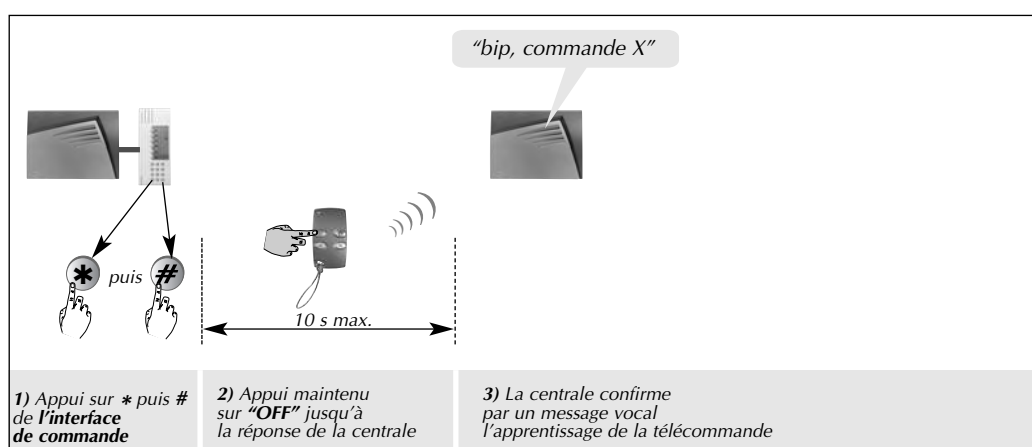 “bip, commande X”
* puis #
10 s max.
1) Appui sur * puis #
de l’interface
de commande
2) Appui maintenu
sur “OFF” jusqu’à
la réponse de la centrale
3) La centrale confirme
par un message vocal
l’apprentissage de la télécommande